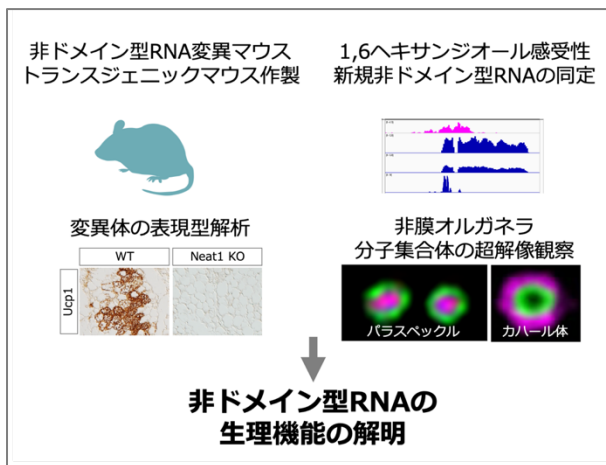 非ドメイン型RNA変異マウス
トランスジェニックマウス作製
変異体の表現型解析
WT
Neat1 KO
Ucp1
1,6ヘキサンジオール感受性
新規非ドメイン型RNAの同定
非膜オルガネラ
分子集合体の超解像観察
パラスペックル
カハール体
非ドメイン型RNAの
生理機能の解明